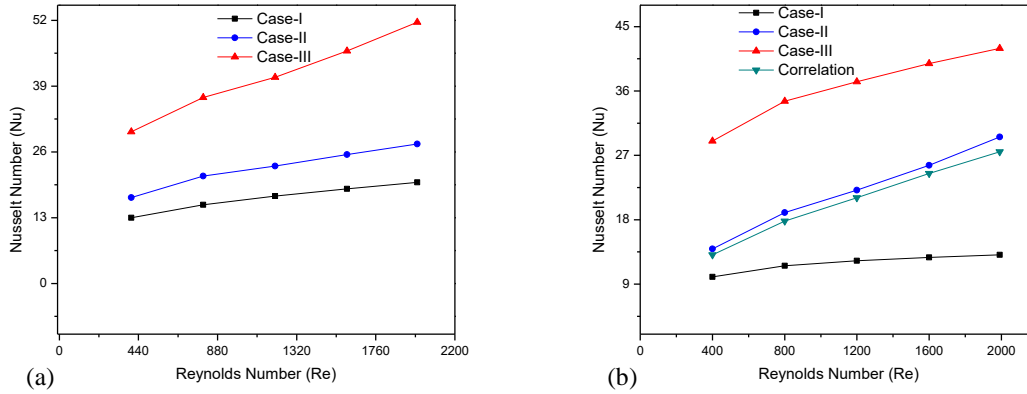 Case-I
Case-II
Case-III
52
39
26
13
0
Nusselt Number (Nu)
0
440
880
1320
1760
2200
Reynolds Number (Re)
(a)
Case-I
Case-II
Case-III
Correlation
45
36
27
18
9
Nusselt Number (Nu)
0
400
800
1200
1600
2000
Reynolds Number (Re)
(b)